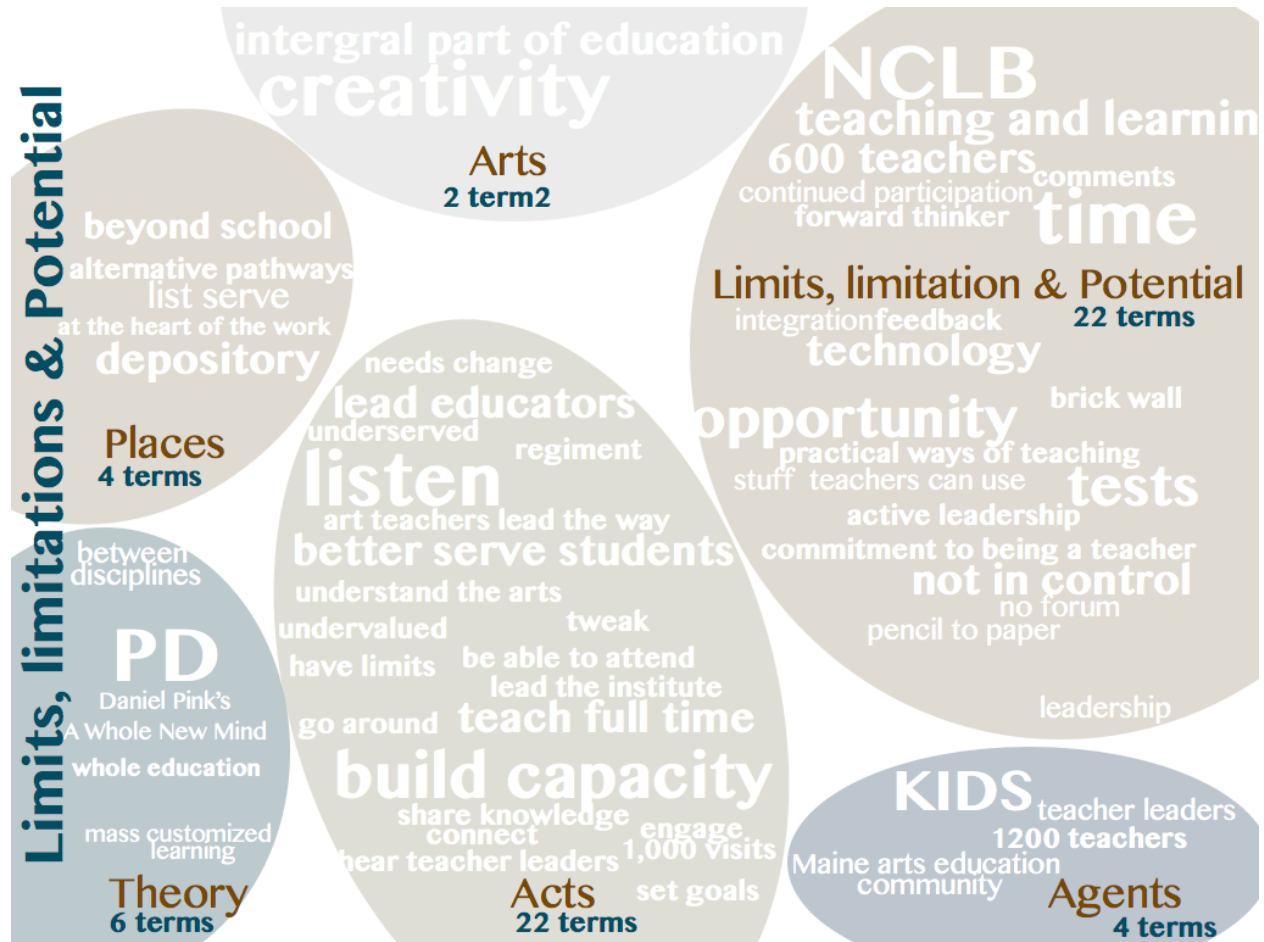 Limits, limitations & Potential
intergral part of education
creativity
Arts
2 term2
NCLB
teaching and learnin
600 teachers
comments
continued participation
forward thinker
time
Limits, limitation & Potential
22 terms
integration
feedback
technology
brick wall
opportunity
practical ways of teaching
stuff teachers can use
tests
active leadership
commitment to being a teacher
not in control
no forum
pencil to paper
leadership
beyond school
alternative pathways
list serve
at the heart of the work
depository
Places
4 terms
needs change
lead educators
underserved
regiment
listen
art teachers lead the way
better serve students
understand the arts
undervalued
tweak
have limits
be able to attend
lead the institute
go around
teach full time
build capacity
share knowledge
connect
engage
hear teacher leaders
1,000 visits
set goals
Acts
22 terms
between
disciplines
PD
Daniel Pink's
A Whole New Mind
whole education
mass customized
learning
Theory
6 terms
KIDS
teacher leaders
1200 teachers
Maine arts education
community
Agents
4 terms